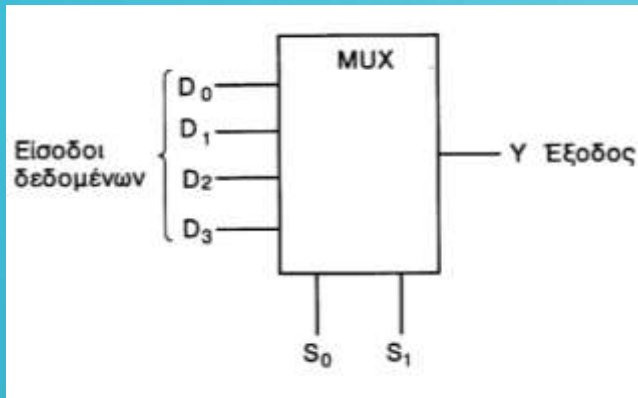 MUX
D₀
D₁
Είσοδοι
δεδομένων
D₂
D₃
Y Έξοδος
S₀ S₁